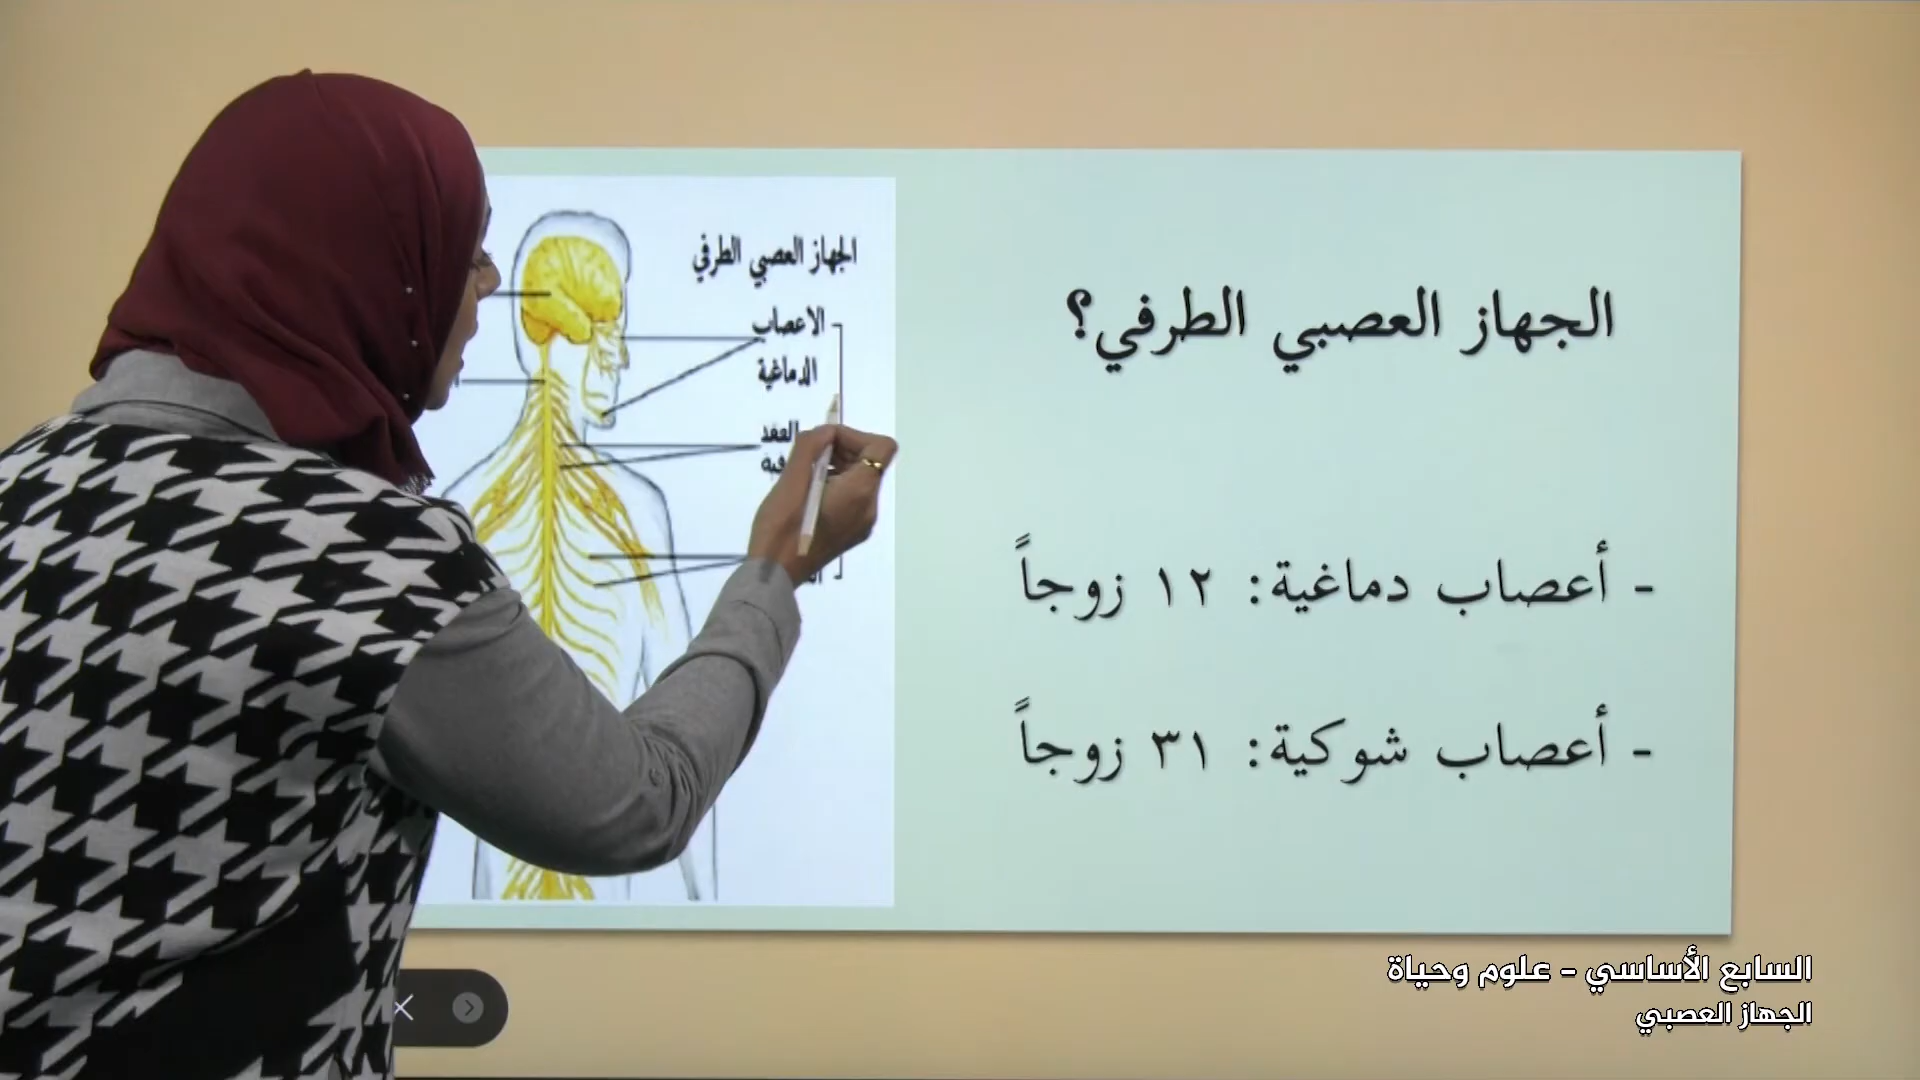 الجهاز العصبي الطرفي؟
- أعصاب دماغية: ١٢ زوجاً
- أعصاب شوكية: ٣١ زوجاً
الجهاز العصبي الطرفي
الاعصاب
الدماغية
العقد
السابع الأساسي - علوم وحياة
الجهاز العصبي